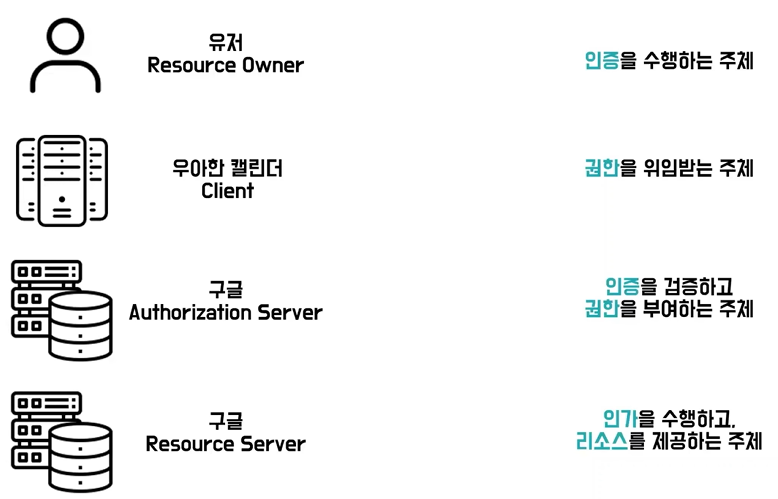 유저
Resource Owner
인증을 수행하는 주체
우아한 캘린더
Client
권한을 위임받는 주체
구글
Authorization Server
인증을 검증하고
권한을 부여하는 주체
구글
Resource Server
인가을 수행하고,
리소스를 제공하는 주체